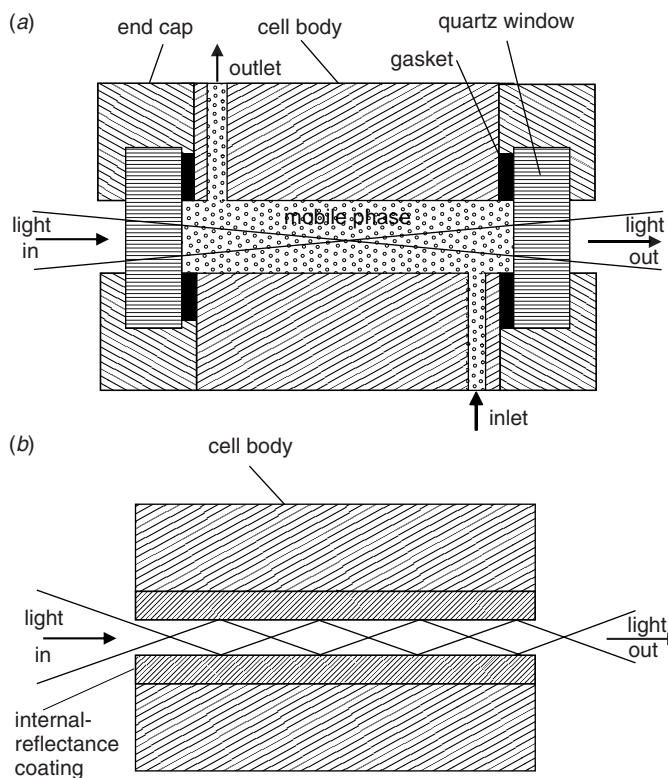 (a)
end cap
cell body
quartz window
outlet
gasket
mobile phase
light
in
light
out
inlet
(b)
cell body
light
in
light
out
internal-
reflectance
coating